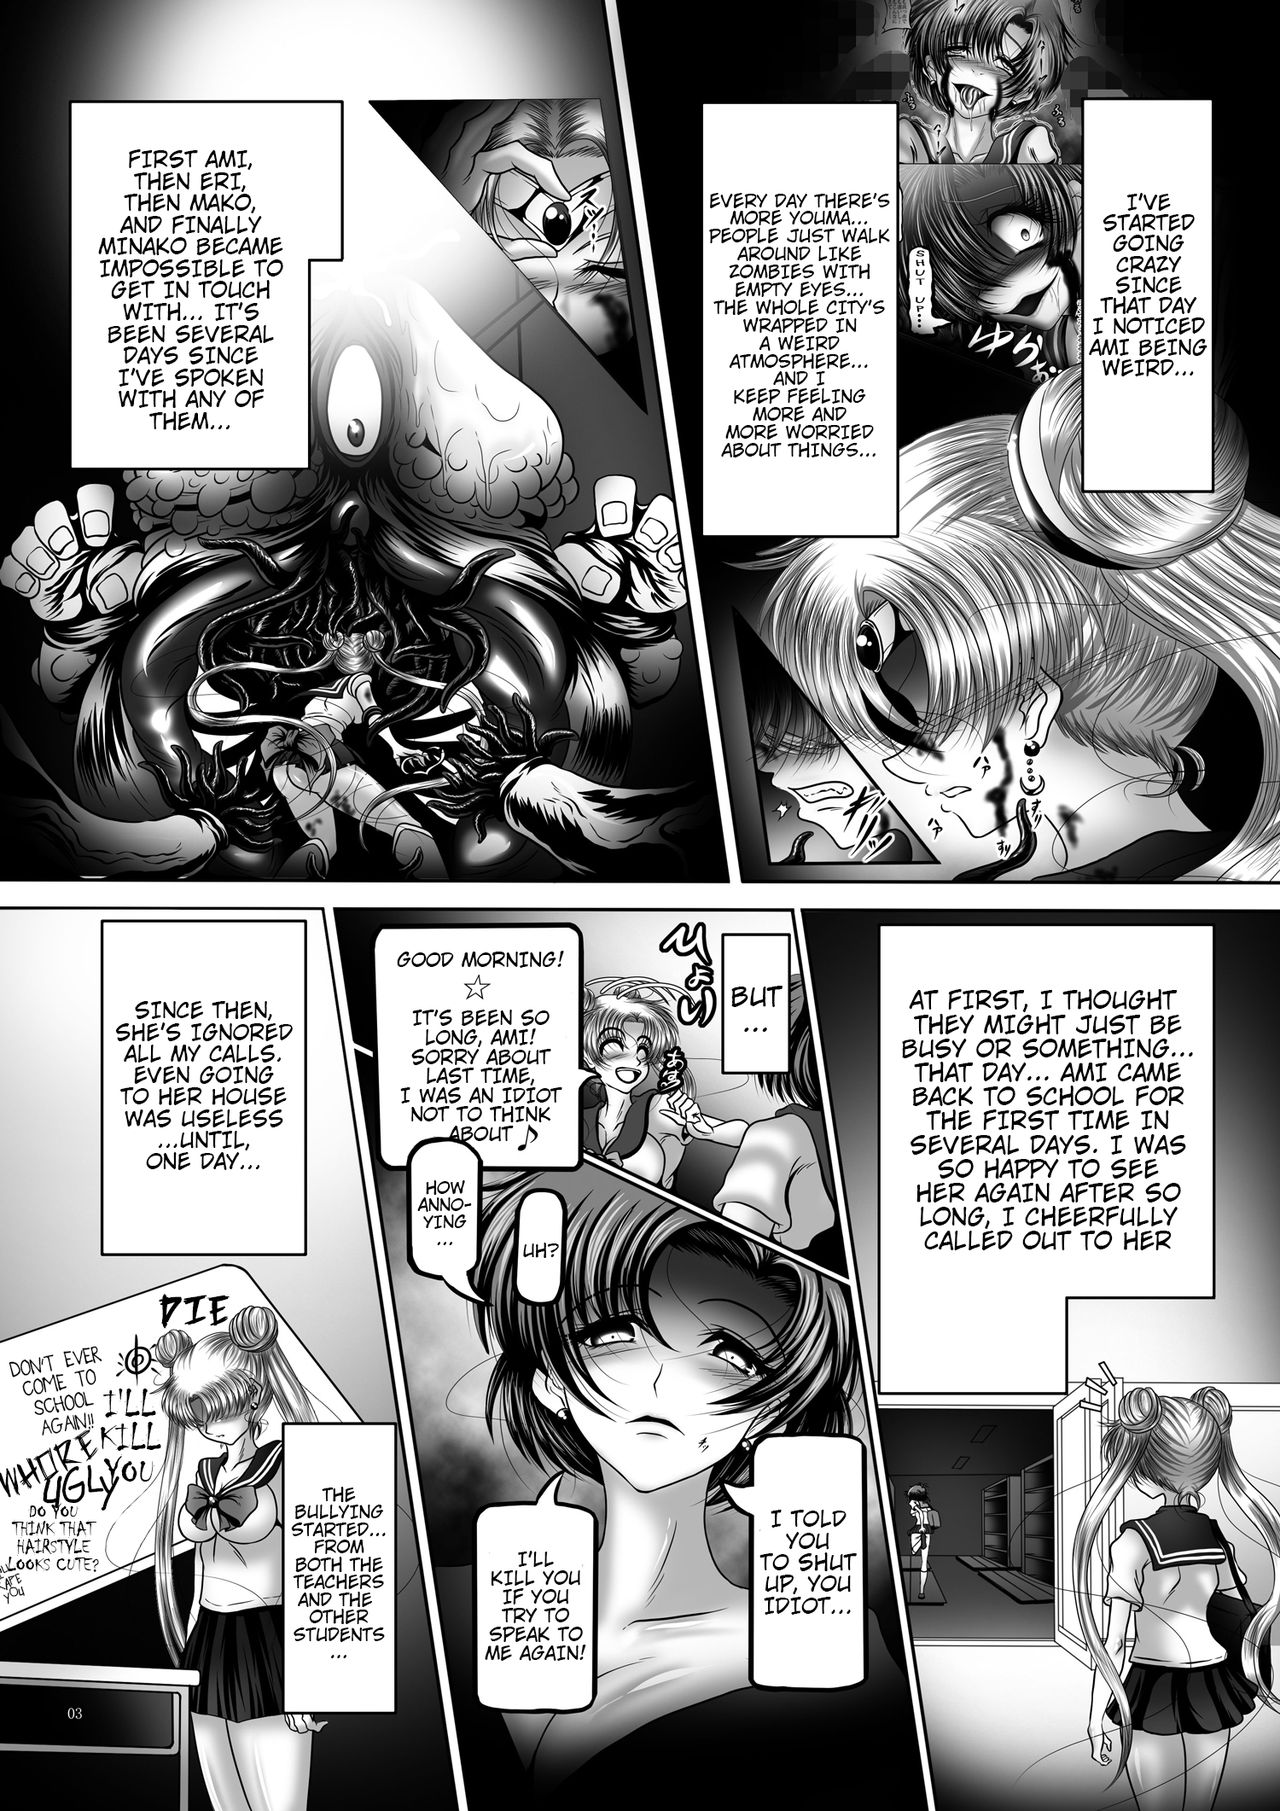 I'VE
STARTED
GOING
CRAZY
SINCE
THAT DAY
I NOTICED
AMI BEING
WEIRD...
SHUT UP...
ゆらぁぉ
EVERY DAY THERE'S
MORE YOUMA...
PEOPLE JUST WALK
AROUND LIKE
ZOMBIES WITH
EMPTY EYES...
THE WHOLE CITY'S
WRAPPED IN
A WEIRD
ATMOSPHERE...
AND I
KEEP FEELING
MORE AND
MORE WORRIED
ABOUT THINGS...
FIRST AMI,
THEN ERI,
THEN MAKO,
AND FINALLY
MINAKO BECAME
IMPOSSIBLE TO
GET IN TOUCH
WITH... IT'S
BEEN SEVERAL
DAYS SINCE
I'VE SPOKEN
WITH ANY OF
THEM...
AT FIRST, I THOUGHT
THEY MIGHT JUST BE
BUSY OR SOMETHING...
THAT DAY... AMI CAME
BACK TO SCHOOL FOR
THE FIRST TIME IN
SEVERAL DAYS. I WAS
SO HAPPY TO SEE
HER AGAIN AFTER SO
LONG, I CHEERFULLY
CALLED OUT TO HER
BUT
...
ひょい
GOOD MORNING!
☆
IT'S BEEN SO
LONG, AMI!
SORRY ABOUT
LAST TIME,
I WAS AN IDIOT
NOT TO THINK
ABOUT♪
UH?
HOW
ANNO-
YING
...
I TOLD
YOU
TO SHUT
UP, YOU
IDIOT...
I'LL
KILL YOU
IF YOU
TRY TO
SPEAK TO
ME AGAIN!
SINCE THEN,
SHE'S IGNORED
ALL MY CALLS.
EVEN GOING
TO HER HOUSE
WAS USELESS
...UNTIL,
ONE DAY...
DIE
DON'T EVER
COME TO
SCHOOL
AGAIN!!
I'LL
KILL
YOU
WHORE
UGLY
DO YOU
THINK THAT
HAIRSTYLE
LOOKS CUTE?
YOU
THE
BULLYING
STARTED...
FROM
BOTH THE
TEACHERS
AND THE
OTHER
STUDENTS
...
03